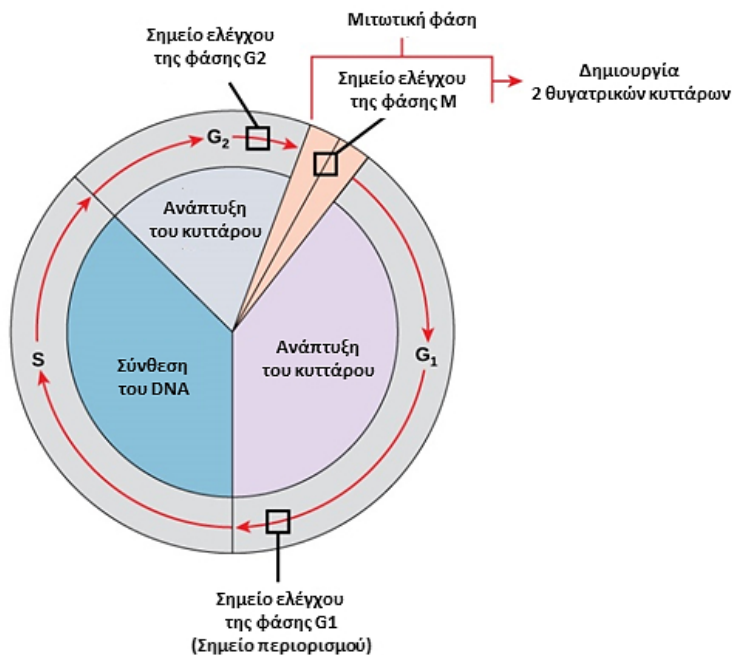 Μιτωτική φάση
Σημείο ελέγχου
της φάσης G2
Σημείο ελέγχου
της φάσης Μ
Δημιουργία
2 θυγατρικών κυττάρων
G2
Ανάπτυξη
του κυττάρου
Ανάπτυξη
του κυττάρου
G1
S
Σύνθεση
του DNA
Σημείο ελέγχου
της φάσης G1
(Σημείο περιορισμού)